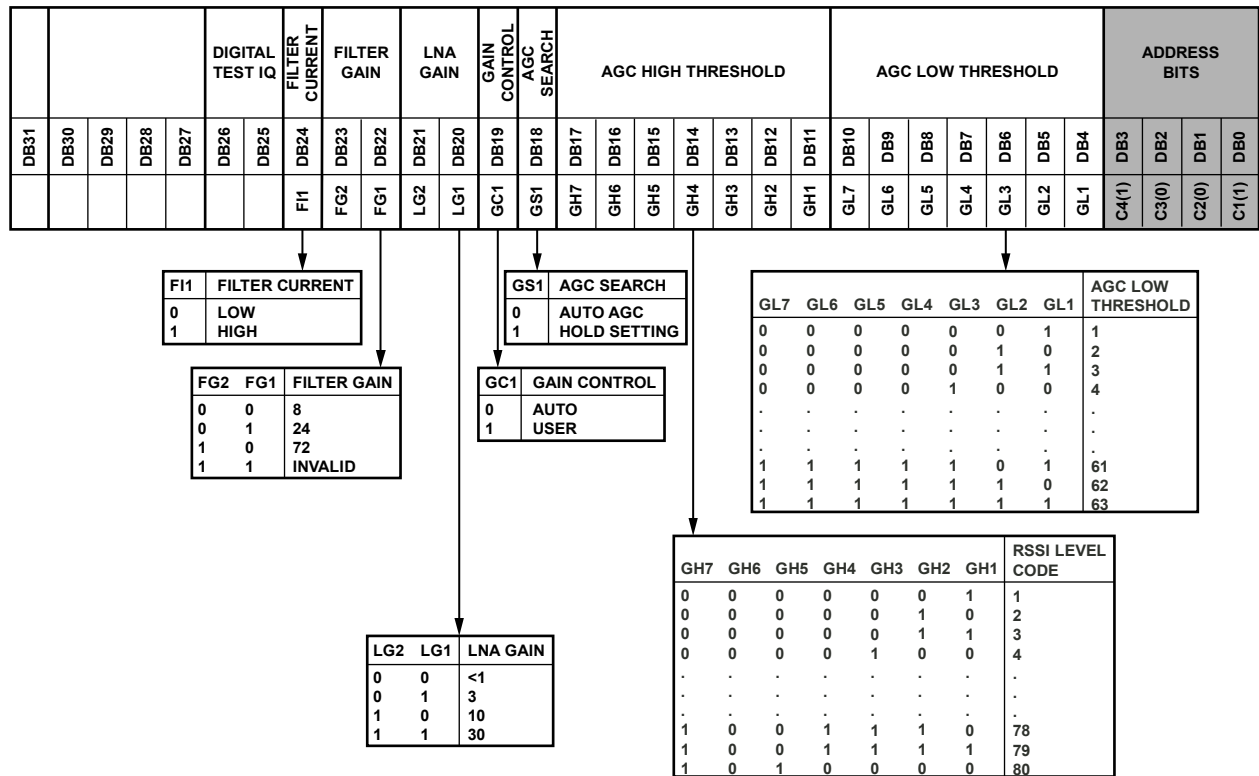 DIGITAL TEST IQ
FILTER CURRENT
FILTER GAIN
LNA GAIN
GAIN CONTROL
AGC SEARCH
AGC HIGH THRESHOLD
AGC LOW THRESHOLD
ADDRESS BITS
DB31 DB30 DB29 DB28 DB27 DB26 DB25 DB24 DB23 DB22 DB21 DB20 DB19 DB18 DB17 DB16 DB15 DB14 DB13 DB12 DB11 DB10 DB9 DB8 DB7 DB6 DB5 DB4 DB3 DB2 DB1 DB0
FI1 FG2 FG1 LG2 LG1 GC1 GS1 GH7 GH6 GH5 GH4 GH3 GH2 GH1 GL7 GL6 GL5 GL4 GL3 GL2 GL1 C4(1) C3(0) C2(0) C1(1)
FI1 FILTER CURRENT
0 LOW
1 HIGH
GS1 AGC SEARCH
0 AUTO AGC
1 HOLD SETTING
FG2 FG1 FILTER GAIN
0 0 8
0 1 24
1 0 72
1 1 INVALID
GC1 GAIN CONTROL
0 AUTO
1 USER
GL7 GL6 GL5 GL4 GL3 GL2 GL1 AGC LOW THRESHOLD
0 0 0 0 0 0 1 1
0 0 0 0 0 1 0 2
0 0 0 0 0 1 1 3
0 0 0 0 1 0 0 4
. . . . . . . .
. . . . . . . .
. . . . . . . .
1 1 1 1 1 0 1 61
1 1 1 1 1 1 0 62
1 1 1 1 1 1 1 63
LG2 LG1 LNA GAIN
0 0 <1
0 1 3
1 0 10
1 1 30
GH7 GH6 GH5 GH4 GH3 GH2 GH1 RSSI LEVEL CODE
0 0 0 0 0 0 1 1
0 0 0 0 0 1 0 2
0 0 0 0 0 1 1 3
0 0 0 0 1 0 0 4
. . . . . . . .
. . . . . . . .
. . . . . . . .
1 0 0 1 1 1 0 78
1 0 0 1 1 1 1 79
1 0 1 0 0 0 0 80